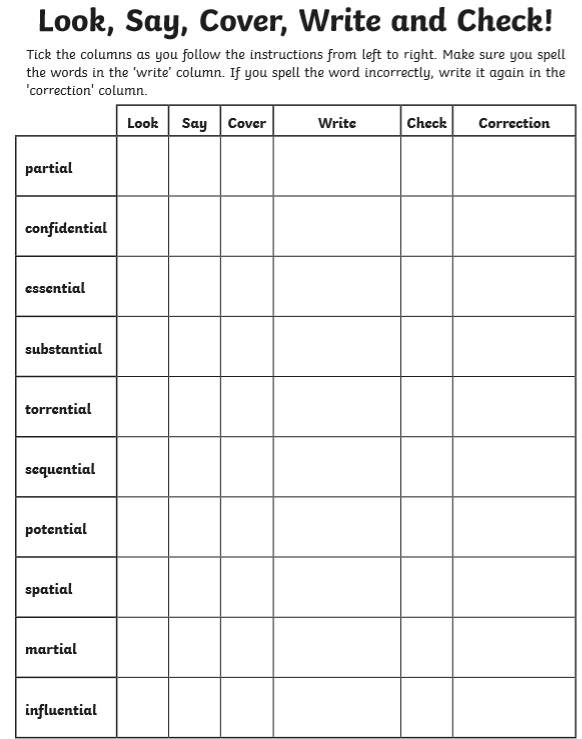 Look, Say, Cover, Write and Check!
Tick the columns as you follow the instructions from left to right. Make sure you spell
the words in the ‘write’ column. If you spell the word incorrectly, write it again in the
'correction' column.
Look Say Cover Write Check Correction
partial
confidential
essential
substantial
torrential
sequential
potential
spatial
martial
influential